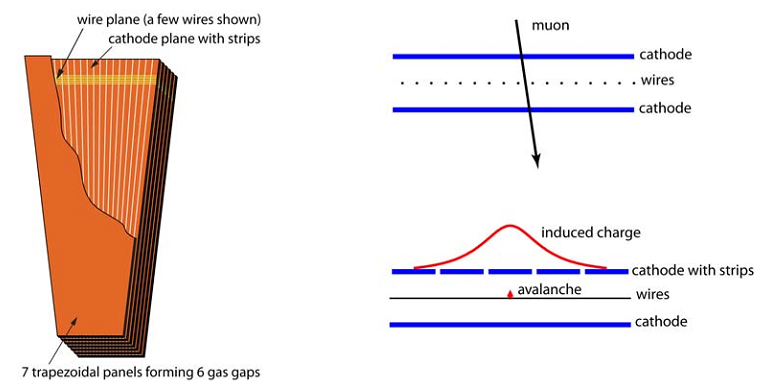 wire plane (a few wires shown)
cathode plane with strips
7 trapezoidal panels forming 6 gas gaps
muon
cathode
wires
cathode
induced charge
cathode with strips
avalanche
wires
cathode